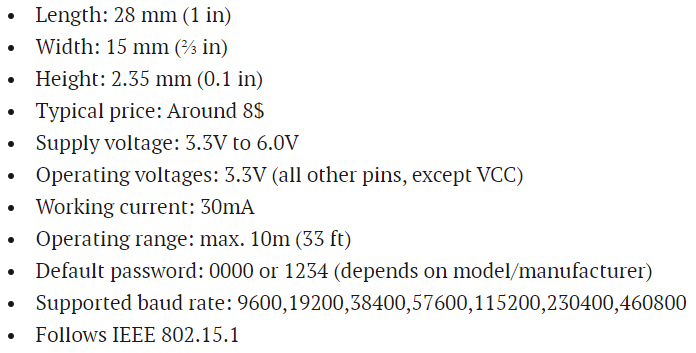 • Length: 28 mm (1 in)
• Width: 15 mm (⅔ in)
• Height: 2.35 mm (0.1 in)
• Typical price: Around 8$
• Supply voltage: 3.3V to 6.0V
• Operating voltages: 3.3V (all other pins, except VCC)
• Working current: 30mA
• Operating range: max. 10m (33 ft)
• Default password: 0000 or 1234 (depends on model/manufacturer)
• Supported baud rate: 9600,19200,38400,57600,115200,230400,460800
• Follows IEEE 802.15.1